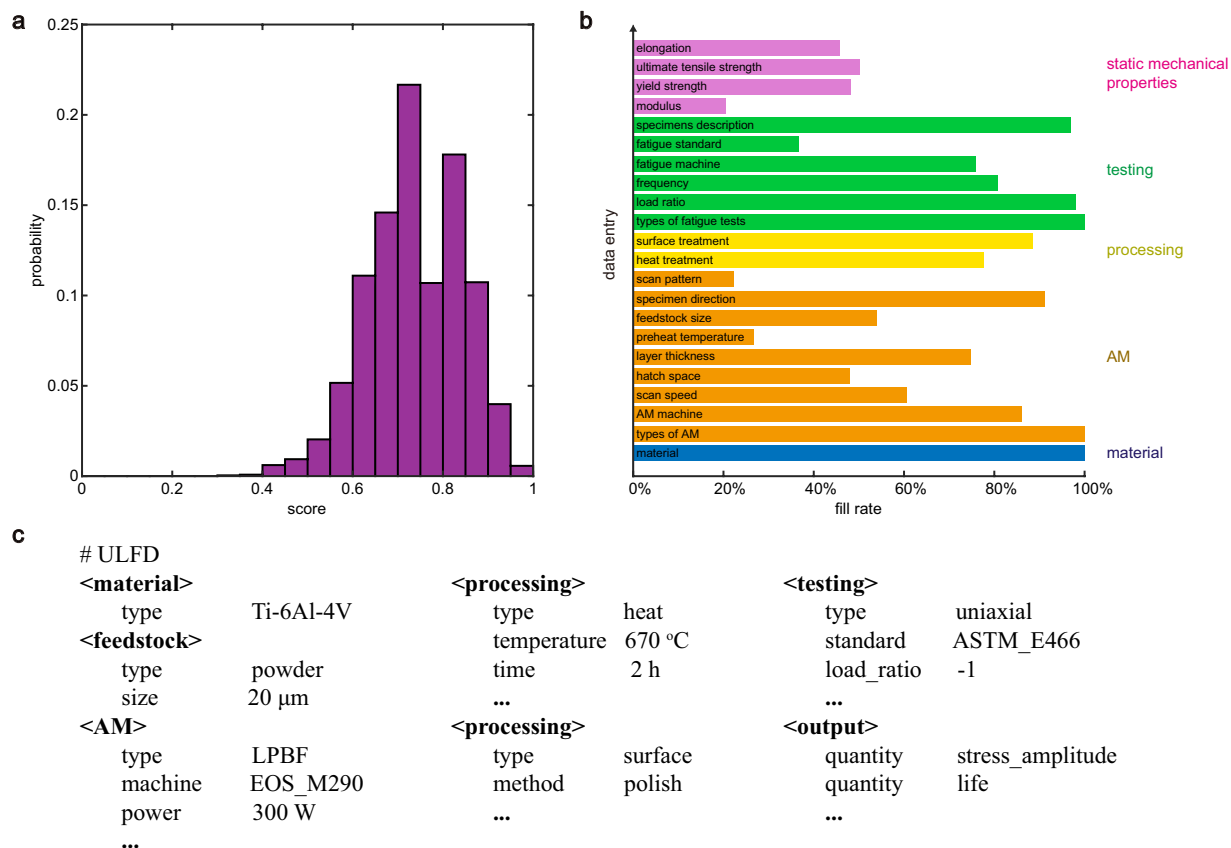 a
0.25
0.2
0.15
0.1
0.05
0
probability
0
0.2
0.4
0.6
0.8
1
score
b
data entry
elongation
ultimate tensile strength
yield strength
modulus
specimens description
fatigue standard
fatigue machine
frequency
load ratio
types of fatigue tests
surface treatment
heat treatment
scan pattern
specimen direction
feedstock size
preheat temperature
layer thickness
hatch space
scan speed
AM machine
types of AM
material
static mechanical
properties
testing
processing
AM
material
0
20%
40%
60%
80%
100%
fill rate
c
# ULFD
<material>
type Ti-6Al-4V
<feedstock>
type powder
size 20 μm
<AM>
type LPBF
machine EOS_M290
power 300 W
...
<processing>
type heat
temperature 670 °C
time 2 h
...
<processing>
type surface
method polish
...
<testing>
type uniaxial
standard ASTM_E466
load_ratio -1
...
<output>
quantity stress_amplitude
quantity life
...